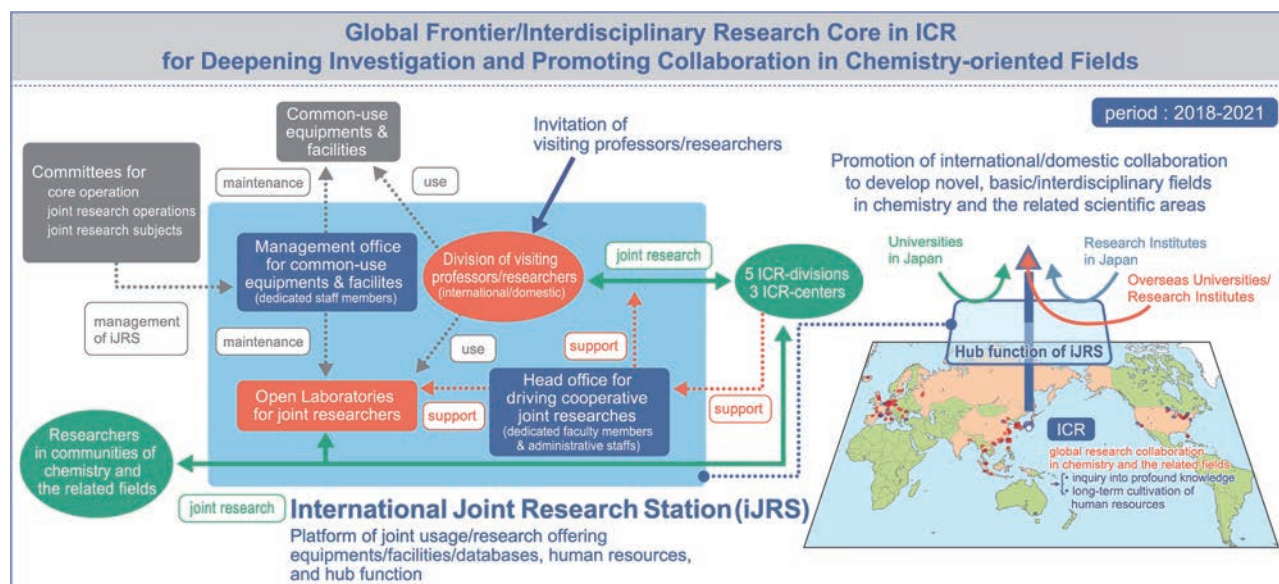 Global Frontier/Interdisciplinary Research Core in ICR
for Deepening Investigation and Promoting Collaboration in Chemistry-oriented Fields
period : 2018-2021
Common-use
equipments &
facilities
Invitation of
visiting professors/researchers
Committees for
core operation
joint research operations
joint research subjects
maintenance
use
Management office
for common-use
equipments & facilites
(dedicated staff members)
Division of visiting
professors/researchers
(international/domestic)
joint research
5 ICR-divisions
3 ICR-centers
management
of iJRS
maintenance
use
support
Open Laboratories
for joint researchers
support
Head office for
driving cooperative
joint researches
(dedicated faculty members
& administrative staffs)
support
Researchers
in communities of
chemistry and
the related fields
joint research
International Joint Research Station (iJRS)
Platform of joint usage/research offering
equipments/facilities/databases, human resources,
and hub function
Promotion of international/domestic collaboration
to develop novel, basic/interdisciplinary fields
in chemistry and the related scientific areas
Universities
in Japan
Research Institutes
in Japan
Overseas Universities/
Research Institutes
Hub function of iJRS
ICR
global research collaboration
in chemistry and the related fields
• inquiry into profound knowledge
• long-term cultivation of
human resources